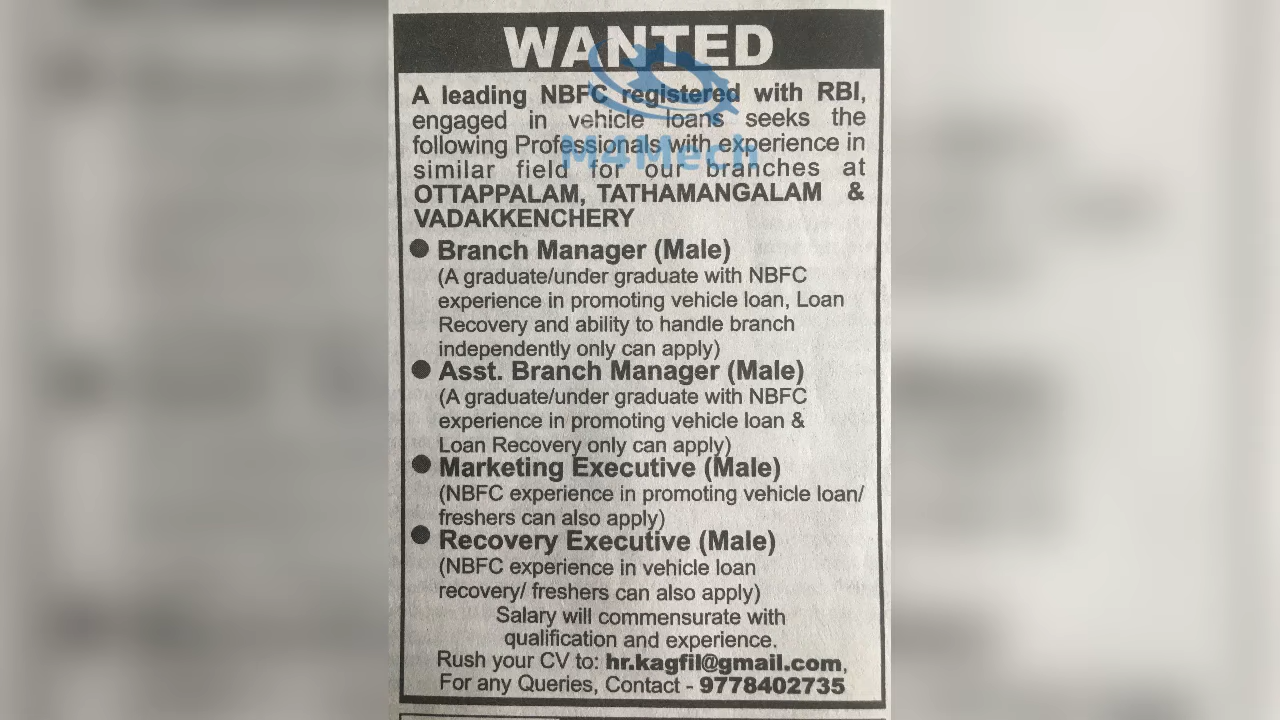 WANTED
M4Mech
A leading NBFC registered with RBI,
engaged in vehicle loans seeks the
following Professionals with experience in
similar field for our branches at
OTTAPPALAM, TATHAMANGALAM &
VADAKKENCHERY
● Branch Manager (Male)
(A graduate/under graduate with NBFC
experience in promoting vehicle loan, Loan
Recovery and ability to handle branch
independently only can apply)
● Asst. Branch Manager (Male)
(A graduate/under graduate with NBFC
experience in promoting vehicle loan &
Loan Recovery only can apply)
● Marketing Executive (Male)
(NBFC experience in promoting vehicle loan/
freshers can also apply)
● Recovery Executive (Male)
(NBFC experience in vehicle loan
recovery/ freshers can also apply)
Salary will commensurate with
qualification and experience.
Rush your CV to: hr.kagfil@gmail.com,
For any Queries, Contact - 9778402735